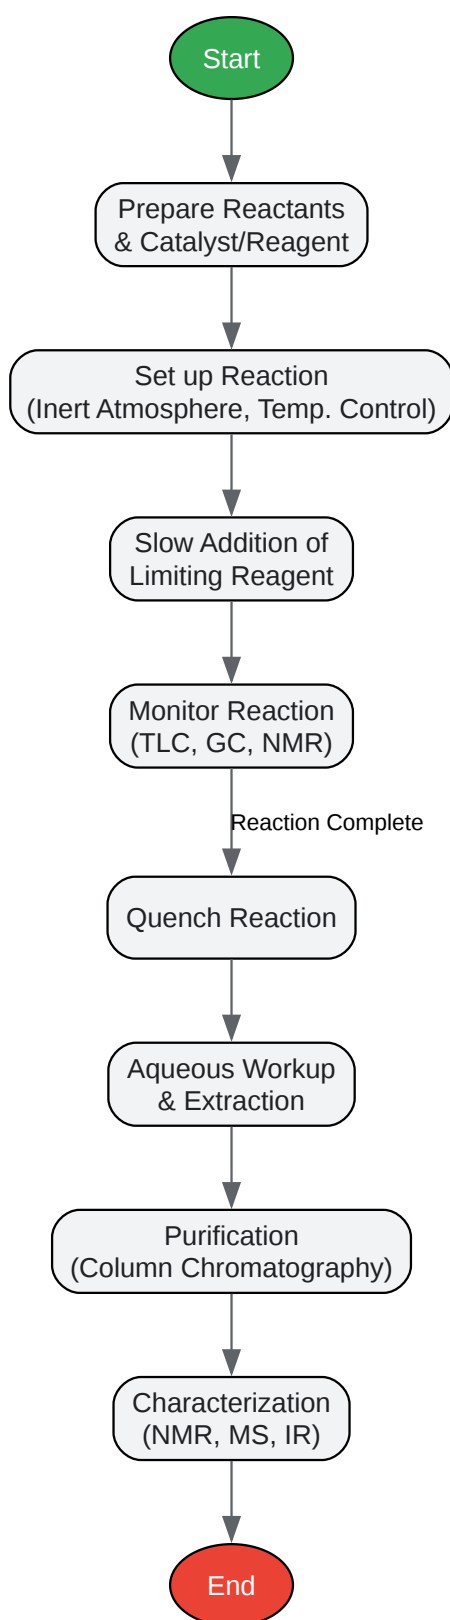 Start
Prepare Reactants
& Catalyst/Reagent
Set up Reaction
(Inert Atmosphere, Temp. Control)
Slow Addition of
Limiting Reagent
Monitor Reaction
(TLC, GC, NMR)
Reaction Complete
Quench Reaction
Aqueous Workup
& Extraction
Purification
(Column Chromatography)
Characterization
(NMR, MS, IR)
End